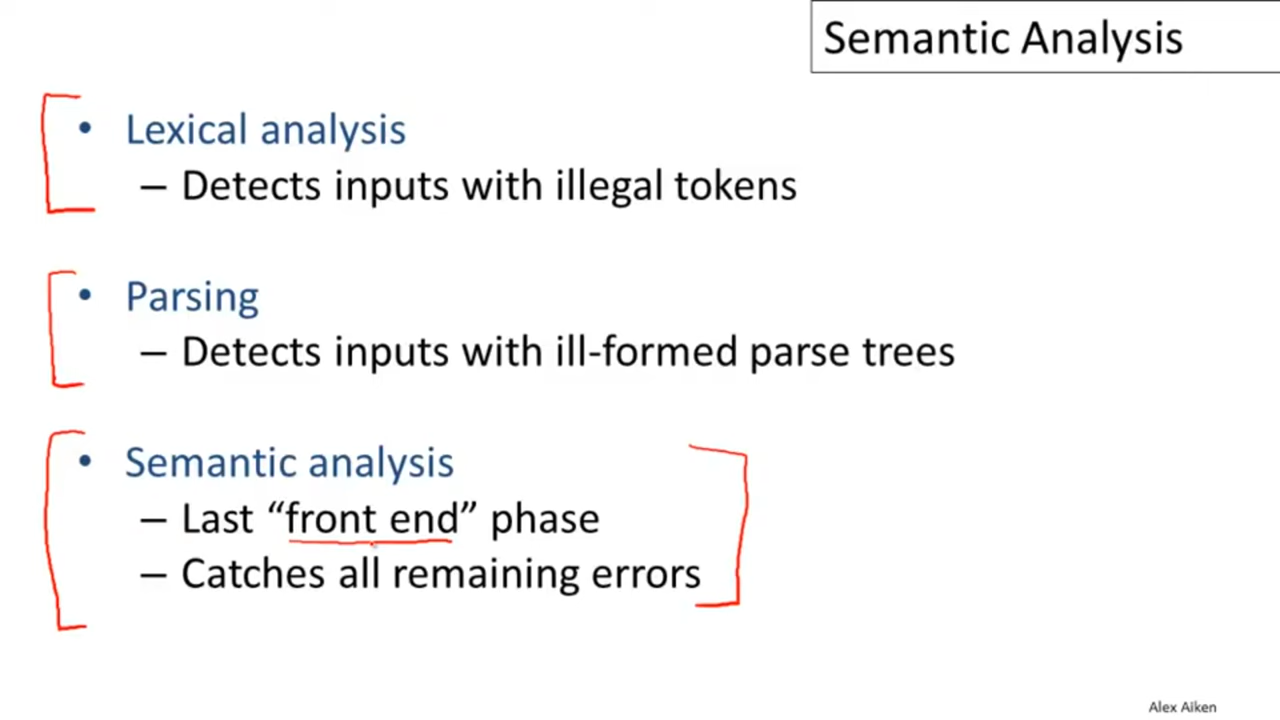 Semantic Analysis
• Lexical analysis
– Detects inputs with illegal tokens
• Parsing
– Detects inputs with ill-formed parse trees
• Semantic analysis
– Last “front end” phase
– Catches all remaining errors
Alex Aiken